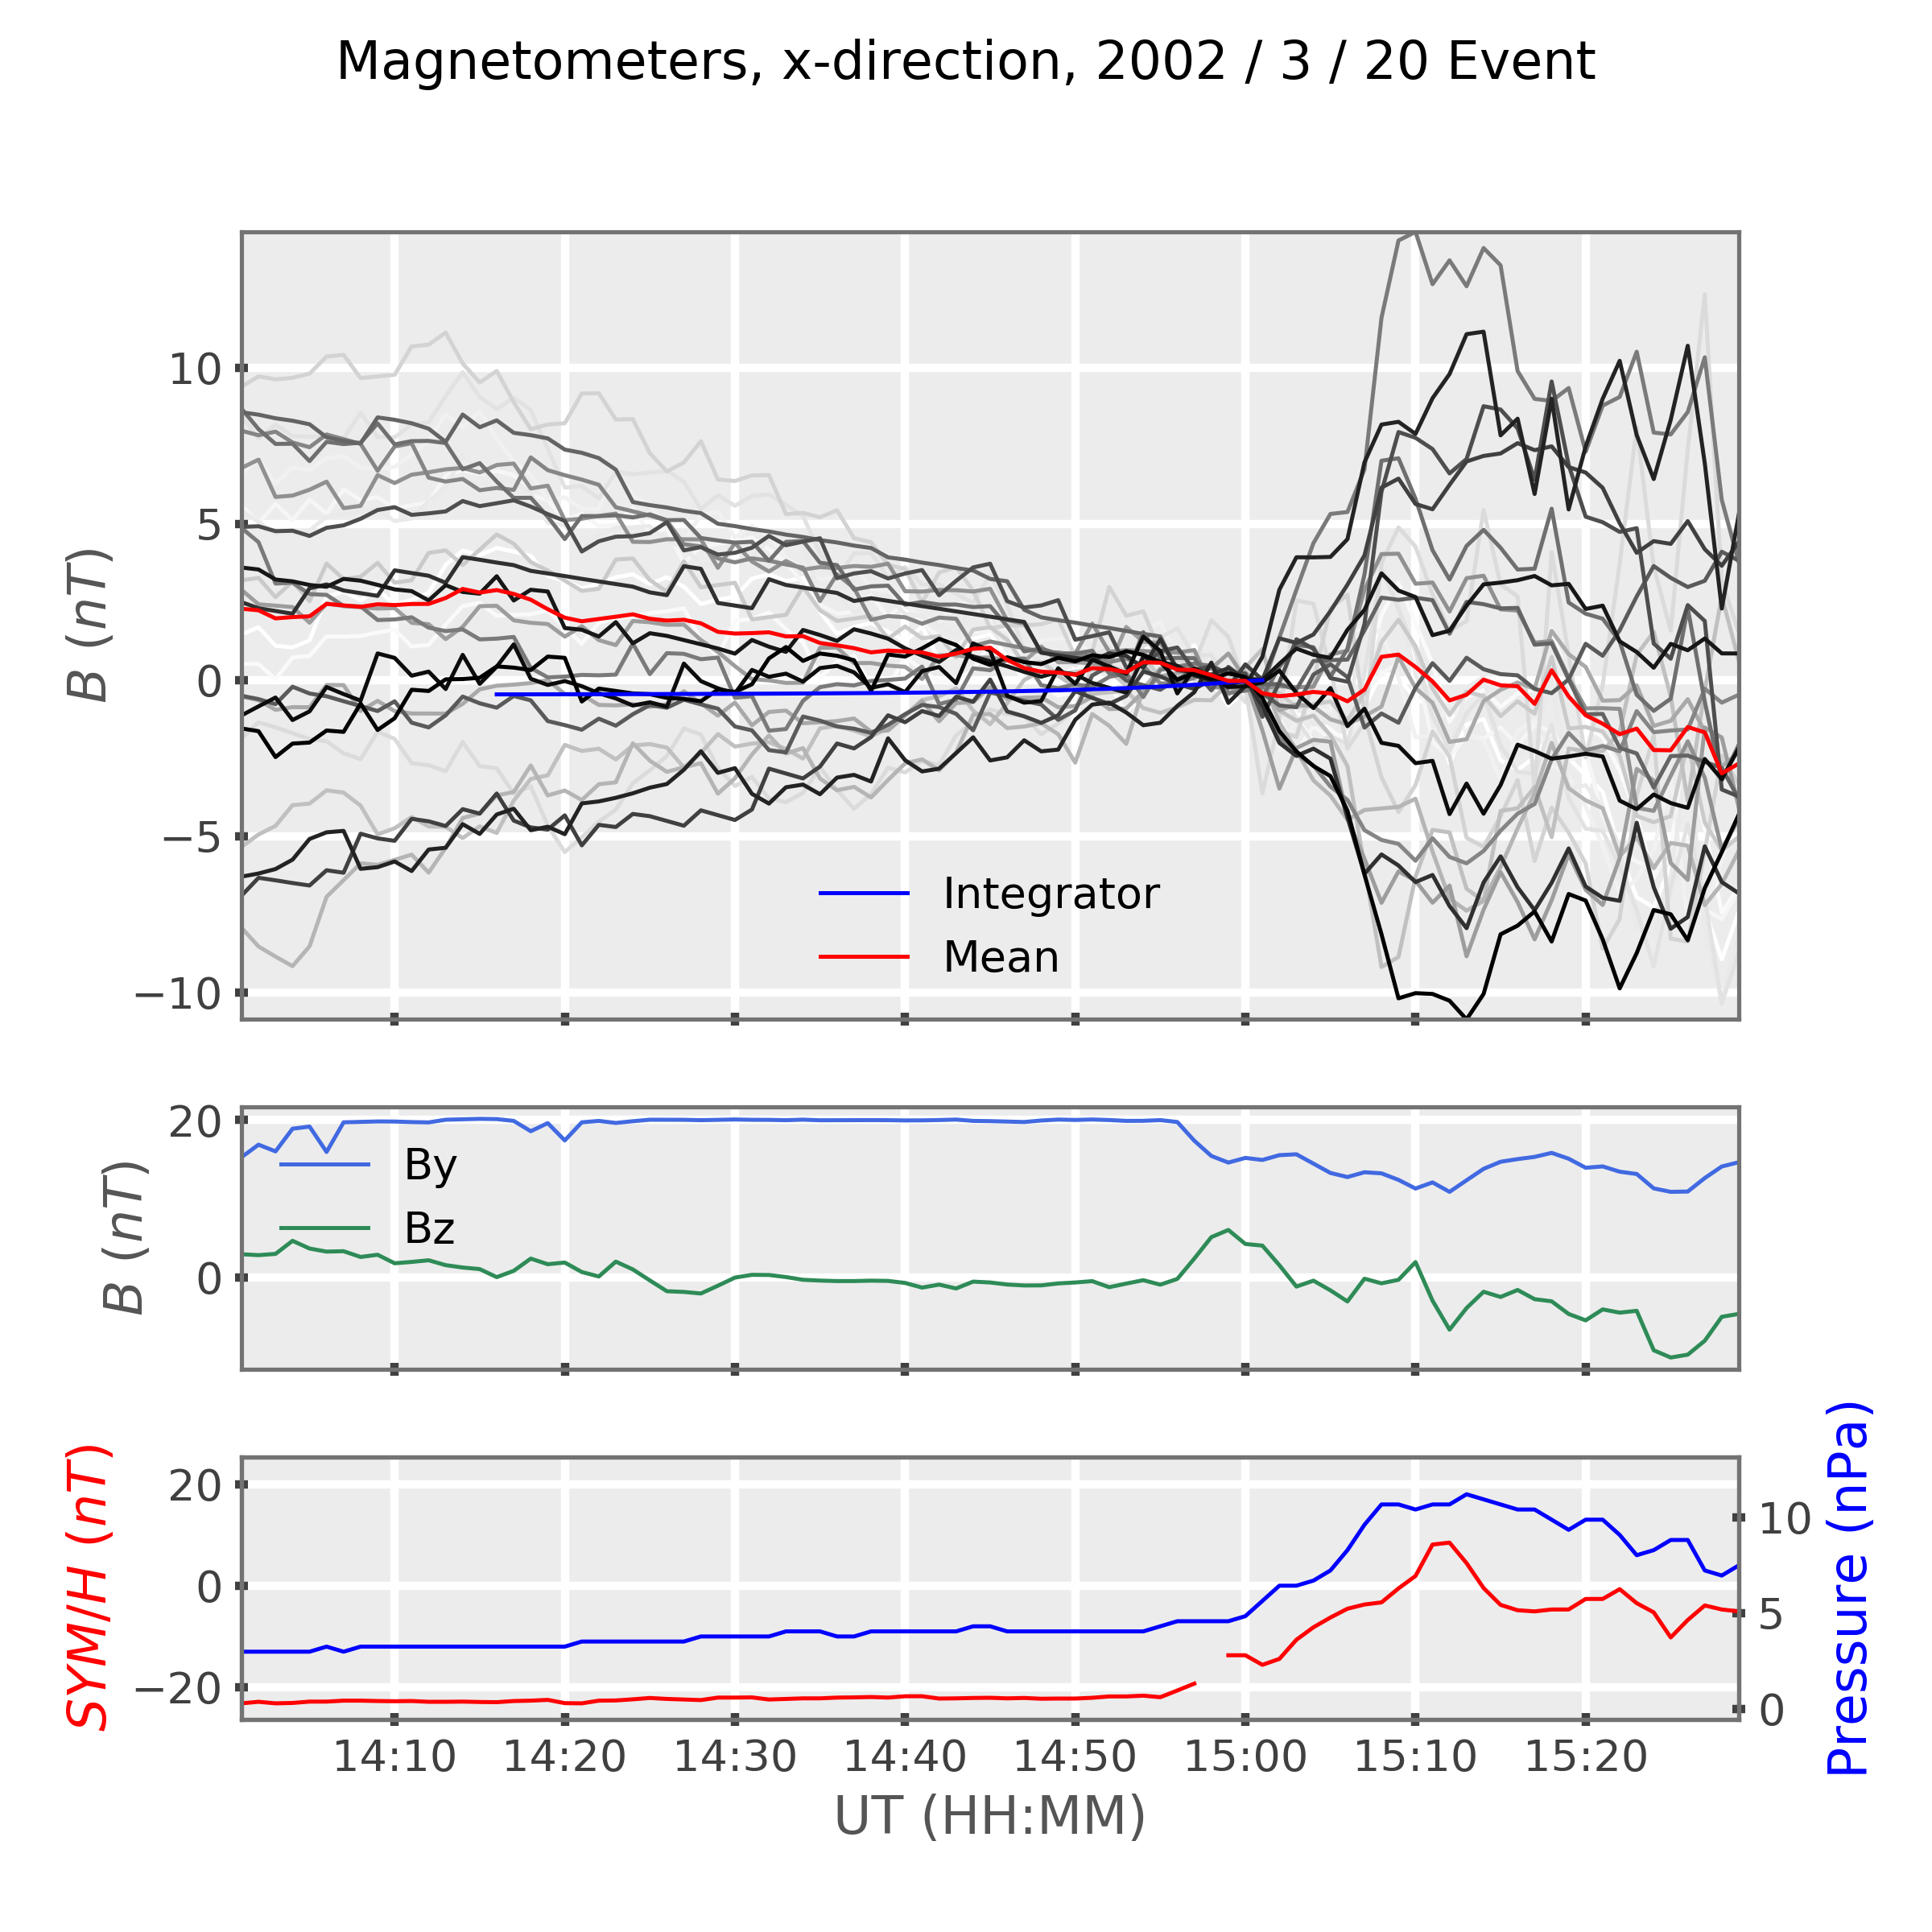 Magnetometers, x-direction, 2002 / 3 / 20 Event
B (nT)
10
5
0
−5
−10
Integrator
Mean
B (nT)
20
0
By
Bz
SYM/H (nT)
20
0
−20
10
5
0
Pressure (nPa)
14:10 14:20 14:30 14:40 14:50 15:00 15:10 15:20
UT (HH:MM)